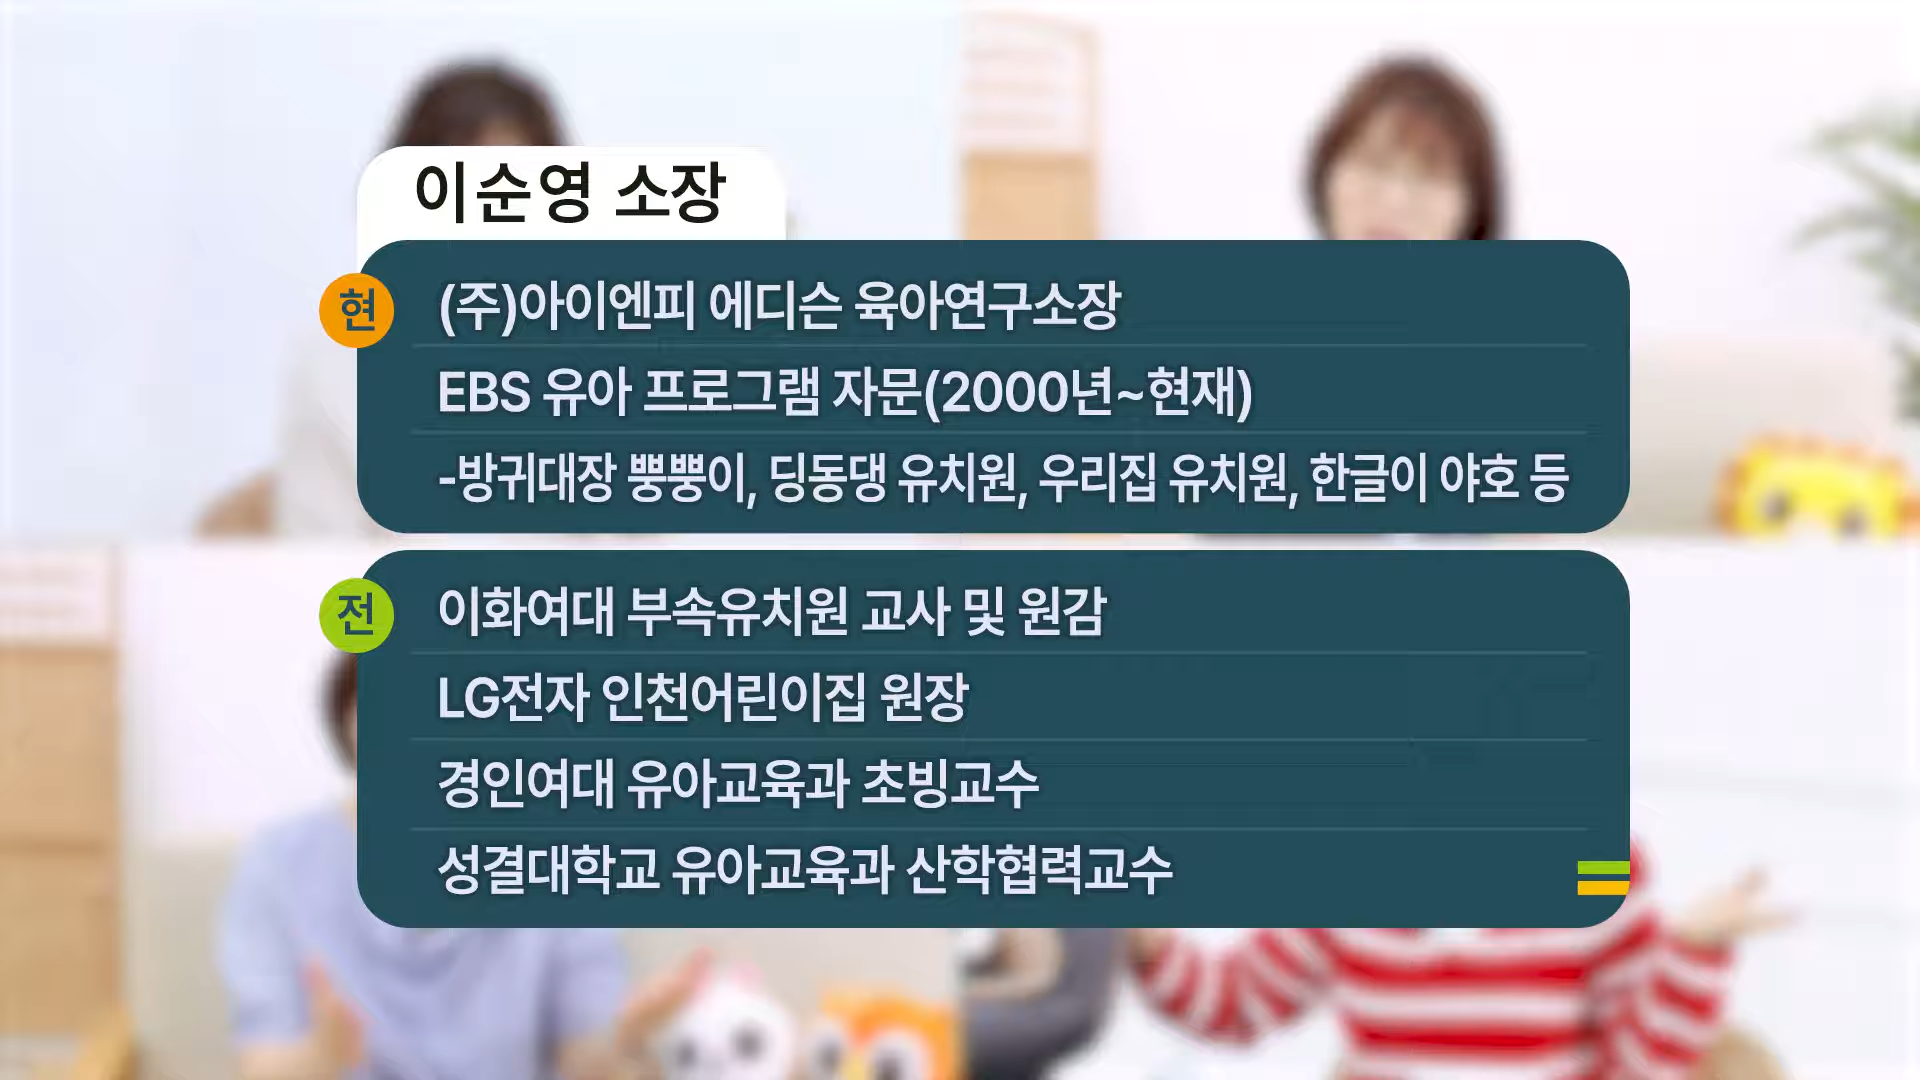 이순영 소장
현
(주)아이엔피 에디슨 육아연구소장
EBS 유아 프로그램 자문(2000년~현재)
-방귀대장 뿡뿡이, 딩동댕 유치원, 우리집 유치원, 한글이 야호 등
전
이화여대 부속유치원 교사 및 원감
LG전자 인천어린이집 원장
경인여대 유아교육과 초빙교수
성결대학교 유아교육과 산학협력교수